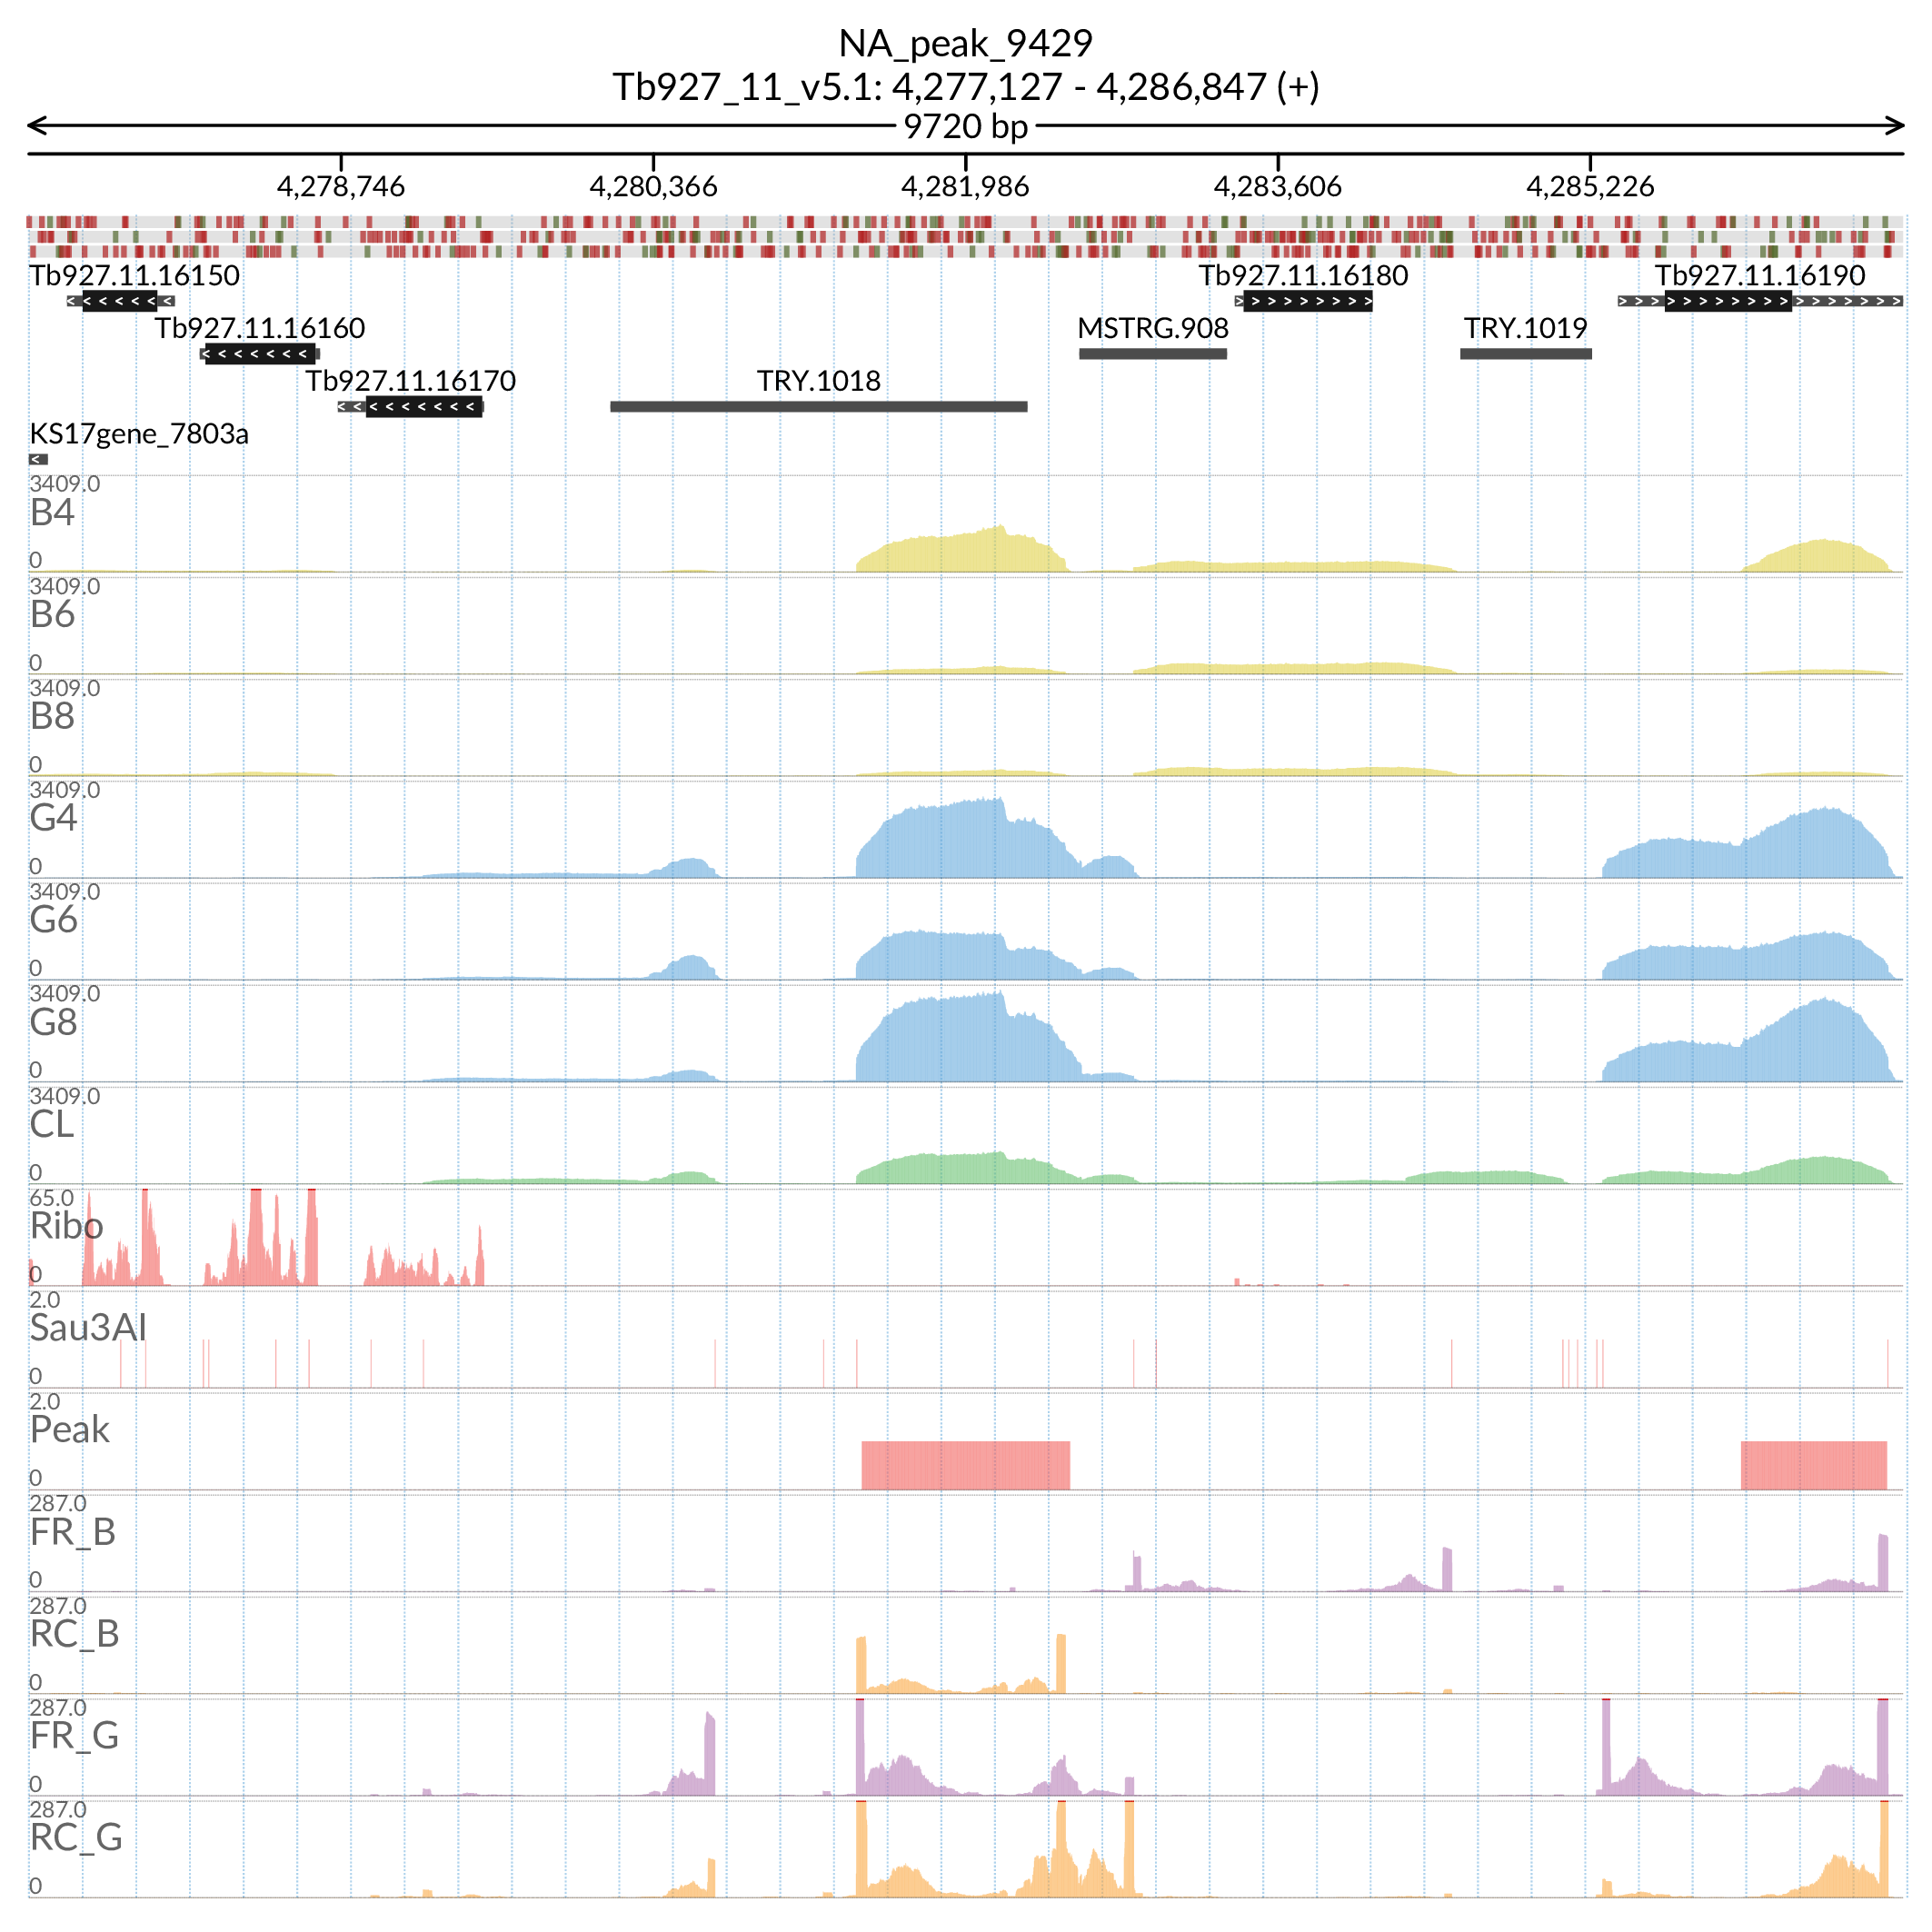 NA_peak_9429
Tb927_11_v5.1: 4,277,127 - 4,286,847 (+)
9720 bp
4,278,746 4,280,366 4,281,986 4,283,606 4,285,226
Tb927.11.16150 Tb927.11.16180 Tb927.11.16190
Tb927.11.16160 MSTRG.908 TRY.1019
Tb927.11.16170 TRY.1018
KS17gene_7803a
3409.0
B4
0
3409.0
B6
0
3409.0
B8
0
3409.0
G4
0
3409.0
G6
0
3409.0
G8
0
3409.0
CL
0
65.0
Ribo
0
2.0
Sau3AI
0
2.0
Peak
0
287.0
FR_B
0
287.0
RC_B
0
287.0
FR_G
0
287.0
RC_G
0